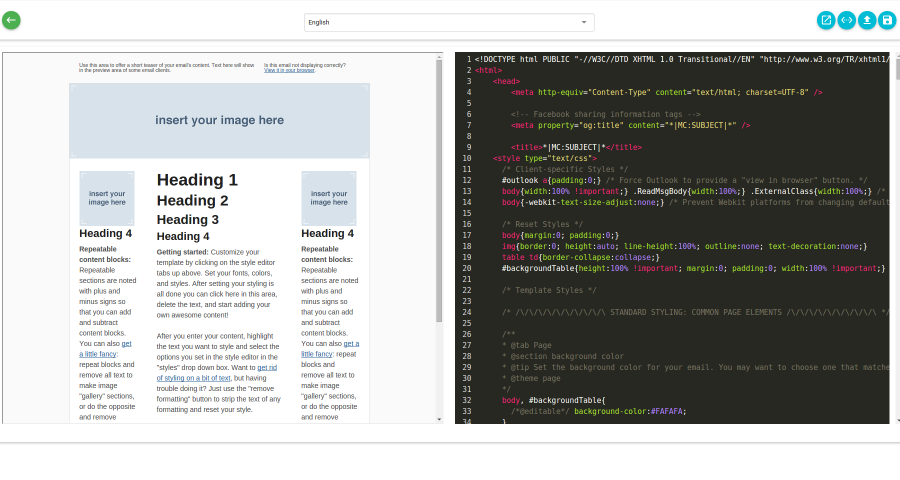 English
Use this area to offer a short teaser of your email's content. Text here will show
in the preview area of some email clients.
Is this email not displaying correctly?
View it in your browser.
insert your image here
insert your
image here
Heading 4
Repeatable
content blocks:
Repeatable
sections are noted
with plus and
minus signs so
that you can add
and subtract
content blocks.
You can also get
a little fancy:
repeat blocks and
remove all text to
make image
"gallery" sections,
or do the opposite
and remove
Heading 1
Heading 2
Heading 3
Heading 4
Getting started: Customize your
template by clicking on the style editor
tabs up above. Set your fonts, colors,
and styles. After setting your styling is
all done you can click here in this area,
delete the text, and start adding your
own awesome content!
After you enter your content, highlight
the text you want to style and select the
options you set in the style editor in the
"styles" drop down box. Want to get rid
of styling on a bit of text, but having
trouble doing it? Just use the "remove
formatting" button to strip the text of any
formatting and reset your style.
insert your
image here
Heading 4
Repeatable
content blocks:
Repeatable
sections are noted
with plus and
minus signs so
that you can add
and subtract
content blocks.
You can also get a
little fancy: repeat
blocks and
remove all text to
make image
"gallery" sections,
or do the opposite
and remove
1 <!DOCTYPE html PUBLIC "-//W3C//DTD XHTML 1.0 Transitional//EN" "http://www.w3.org/TR/xhtml1/
2 <html>
3 <head>
4 <meta http-equiv="Content-Type" content="text/html; charset=UTF-8" />
5
6 <!-- Facebook sharing information tags -->
7 <meta property="og:title" content="*|MC:SUBJECT|*" />
8
9 <title>*|MC:SUBJECT|*</title>
10 <style type="text/css">
11 /* Client-specific Styles */
12 #outlook a{padding:0;} /* Force Outlook to provide a "view in browser" button. */
13 body{width:100% !important;} .ReadMsgBody{width:100%;} .ExternalClass{width:100%;} /*
14 body{-webkit-text-size-adjust:none;} /* Prevent Webkit platforms from changing default
15
16 /* Reset Styles */
17 body{margin:0; padding:0;}
18 img{border:0; height:auto; line-height:100%; outline:none; text-decoration:none;}
19 table td{border-collapse:collapse;}
20 #backgroundTable{height:100% !important; margin:0; padding:0; width:100% !important;}
21
22 /* Template Styles */
23
24 /* /\/\/\/\/\/\/\/\/\/\ STANDARD STYLING: COMMON PAGE ELEMENTS /\/\/\/\/\/\/\/\/\/\ */
25
26 /**
27 * @tab Page
28 * @section background color
29 * @tip Set the background color for your email. You may want to choose one that matche
30 * @theme page
31 */
32 body, #backgroundTable{
33 /*@editable*/ background-color:#FAFAFA;
34 }